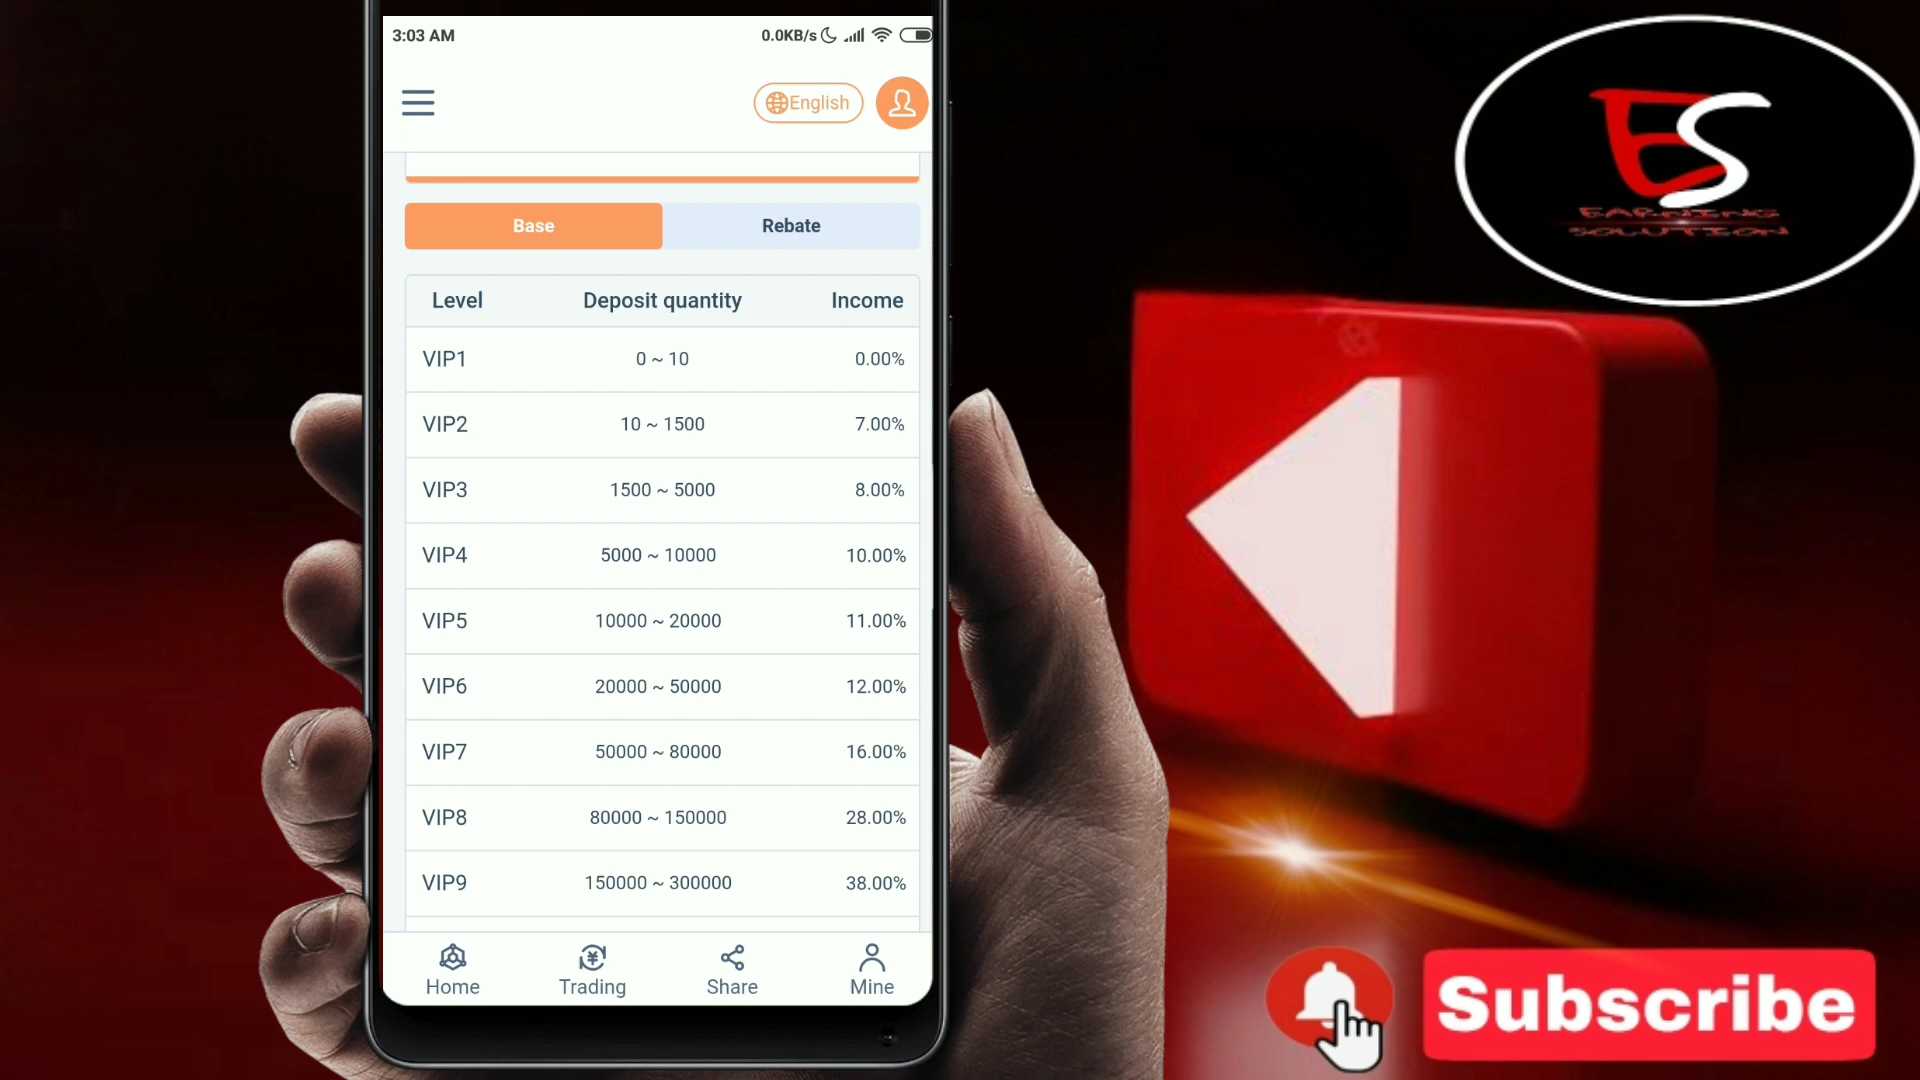 3:03 AM 0.0KB/s
English
Base Rebate
Level Deposit quantity Income
VIP1 0 ~ 10 0.00%
VIP2 10 ~ 1500 7.00%
VIP3 1500 ~ 5000 8.00%
VIP4 5000 ~ 10000 10.00%
VIP5 10000 ~ 20000 11.00%
VIP6 20000 ~ 50000 12.00%
VIP7 50000 ~ 80000 16.00%
VIP8 80000 ~ 150000 28.00%
VIP9 150000 ~ 300000 38.00%
Home Trading Share Mine
ES
EARNING
SOLUTION
Subscribe